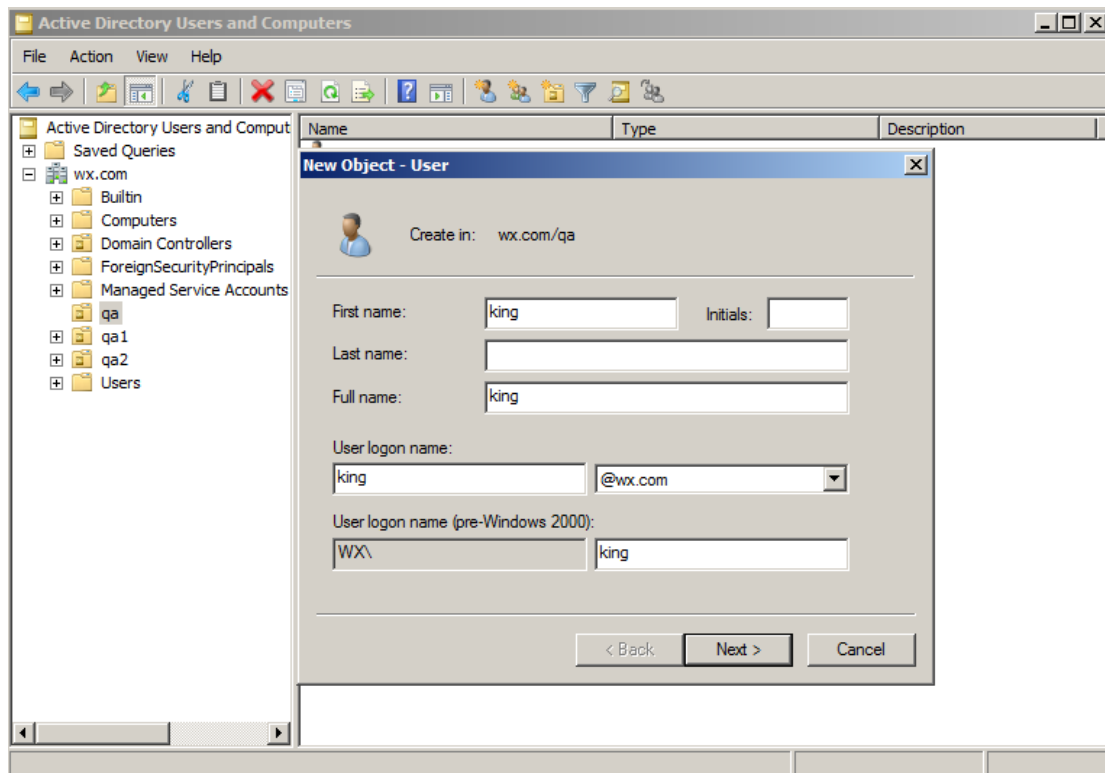 Active Directory Users and Computers
File Action View Help
Active Directory Users and Comput
Name Type Description
Saved Queries
wx.com
Builtin
Computers
Domain Controllers
ForeignSecurityPrincipals
Managed Service Accounts
qa
qa1
qa2
Users
New Object - User
Create in: wx.com/qa
First name: king Initials:
Last name:
Full name: king
User logon name:
king @wx.com
User logon name (pre-Windows 2000):
WX\ king
< Back Next > Cancel